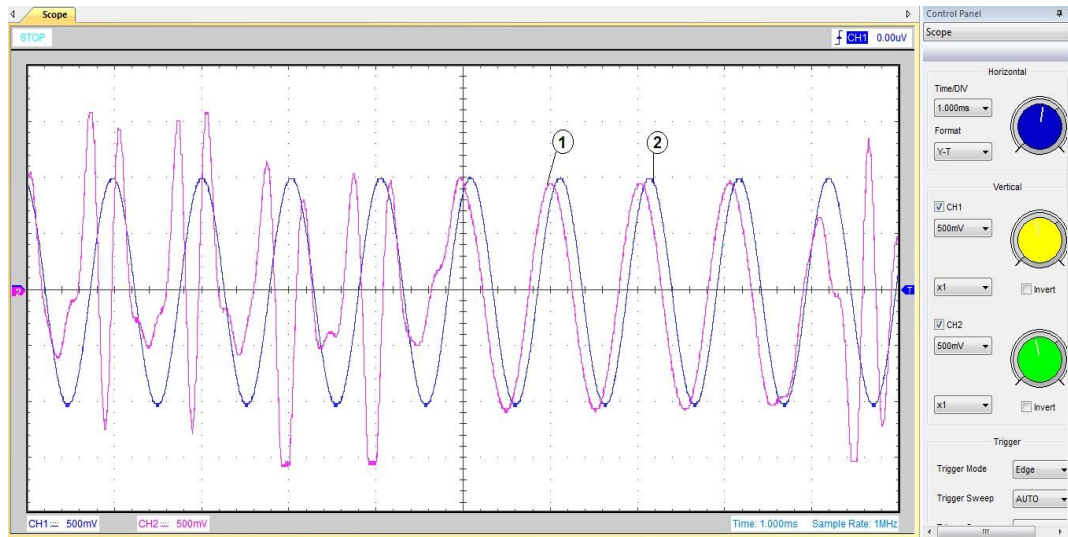 Scope
STOP
CH1 0.00uV
1
2
2
T
CH1 500mV
CH2 500mV
Time: 1.000ms Sample Rate: 1MHz
Control Panel
Scope
Horizontal
Time/DIV
1.000ms
Format
Y-T
Vertical
CH1
500mV
x1
Invert
CH2
500mV
x1
Invert
Trigger
Trigger Mode
Edge
Trigger Sweep
AUTO